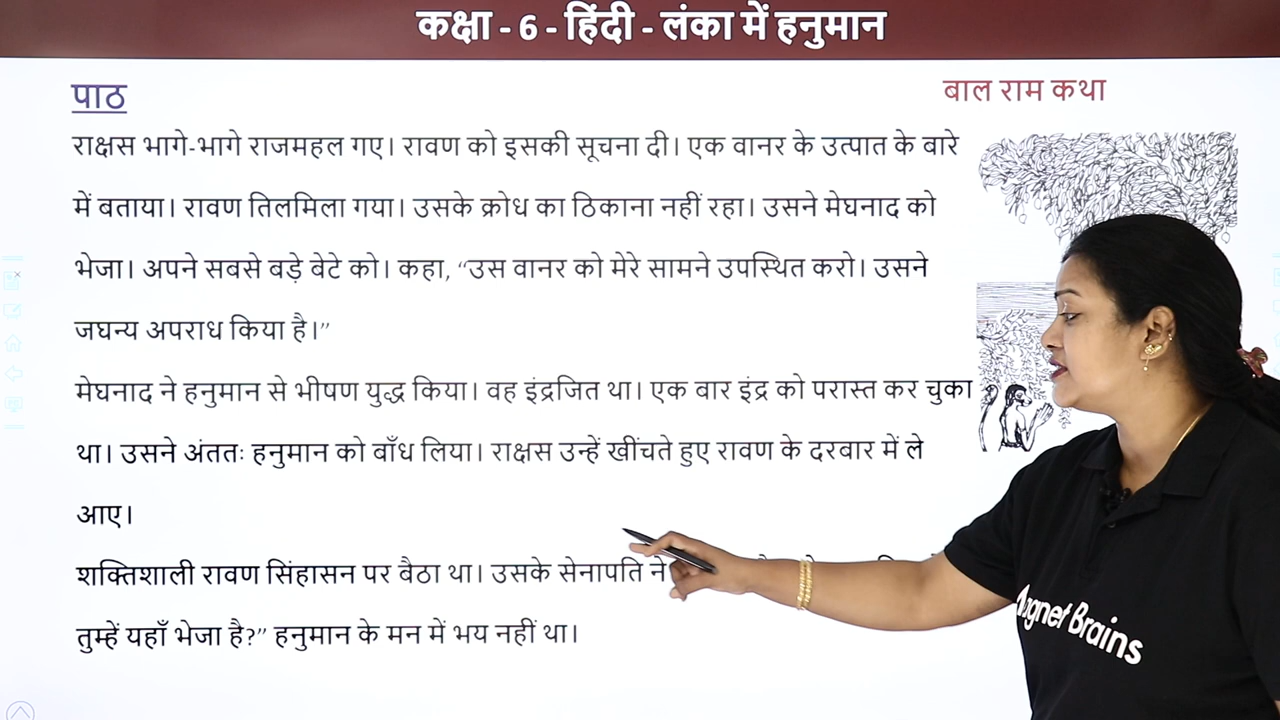 कक्षा - 6 - हिंदी - लंका में हनुमान
पाठ
बाल राम कथा
राक्षस भागे-भागे राजमहल गए। रावण को इसकी सूचना दी। एक वानर के उत्पात के बारे
में बताया। रावण तिलमिला गया। उसके क्रोध का ठिकाना नहीं रहा। उसने मेघनाद को
भेजा। अपने सबसे बड़े बेटे को। कहा, “उस वानर को मेरे सामने उपस्थित करो। उसने
जघन्य अपराध किया है।”
मेघनाद ने हनुमान से भीषण युद्ध किया। वह इंद्रजित था। एक वार इंद्र को परास्त कर चुका
था। उसने अंततः हनुमान को बाँध लिया। राक्षस उन्हें खींचते हुए रावण के दरबार में ले
आए।
शक्तिशाली रावण सिंहासन पर बैठा था। उसके सेनापति ने
तुम्हें यहाँ भेजा है?” हनुमान के मन में भय नहीं था।
Magnet Brains